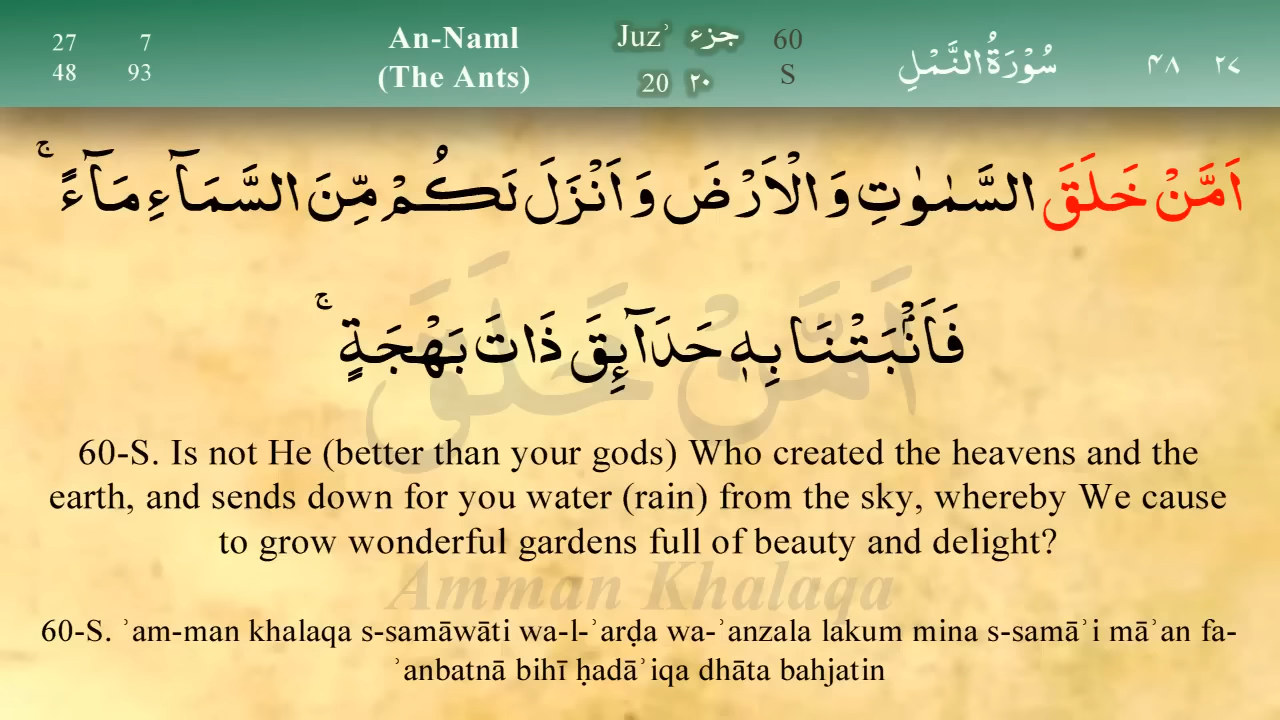 27 7 An-Naml Juzʾ جزء 60 سُوْرَةُ النَّمْلِ ٤٨ ٢٧
48 93 (The Ants) 20 ٢٠ S
اَمَّنْ خَلَقَ السَّمٰوٰتِ وَالْاَرْضَ وَاَنْزَلَ لَكُمْ مِّنَ السَّمَآءِ مَآءً ۚ
فَاَنْۢبَتْنَا بِهٖ حَدَآئِقَ ذَاتَ بَهْجَةٍ ۚ
اَمَّنْ خَلَقَ
60-S. Is not He (better than your gods) Who created the heavens and the
earth, and sends down for you water (rain) from the sky, whereby We cause
to grow wonderful gardens full of beauty and delight?
Amman Khalaqa
60-S. ʾam-man khalaqa s-samāwāti wa-l-ʾarḍa wa-ʾanzala lakum mina s-samāʾi māʾan fa-
ʾanbatnā bihī ḥadāʾiqa dhāta bahjatin